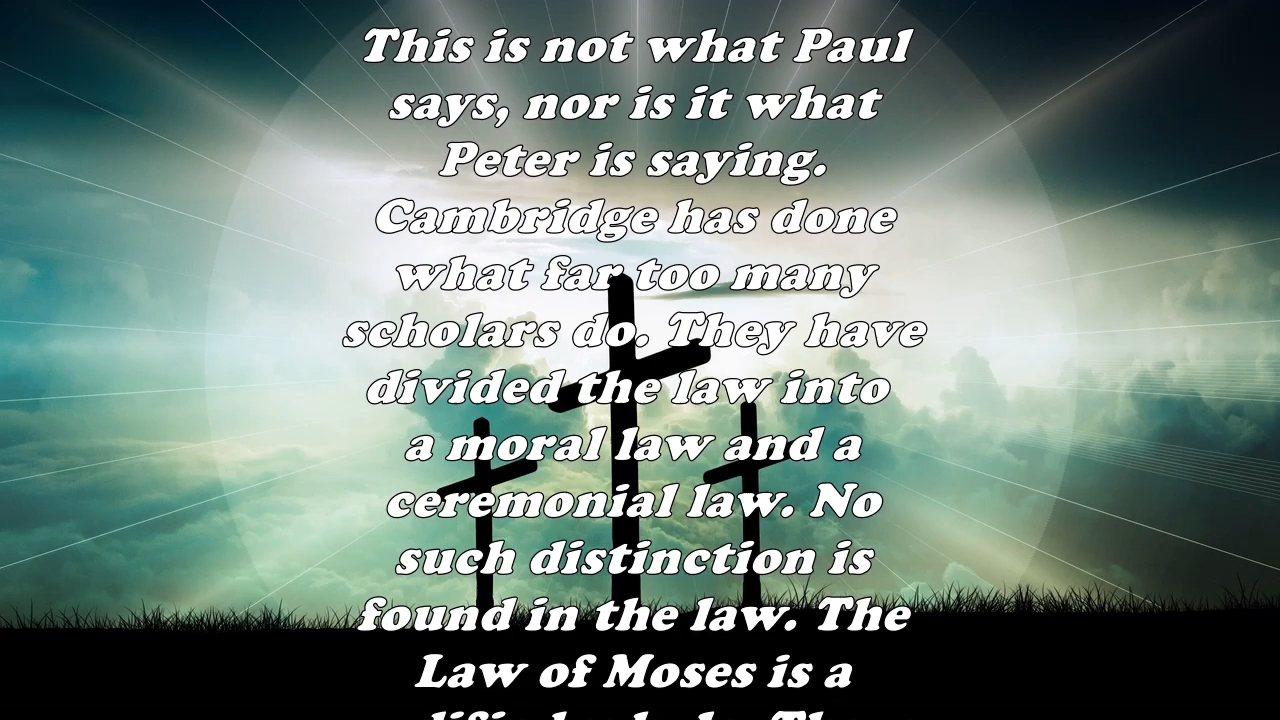 This is not what Paul
says, nor is it what
Peter is saying.
Cambridge has done
what far too many
scholars do. They have
divided the law into
a moral law and a
ceremonial law. No
such distinction is
found in the law. The
Law of Moses is a